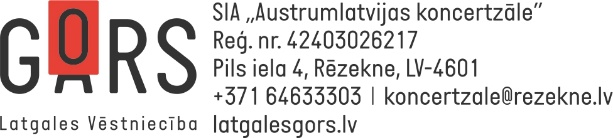 GORS
Latgales Vēstniecība
SIA „Austrumlatvijas koncertzāle”
Reģ. nr. 42403026217
Pils iela 4, Rēzekne, LV-4601
+371 64633303 | koncertzale@rezekne.lv
latgalesgors.lv